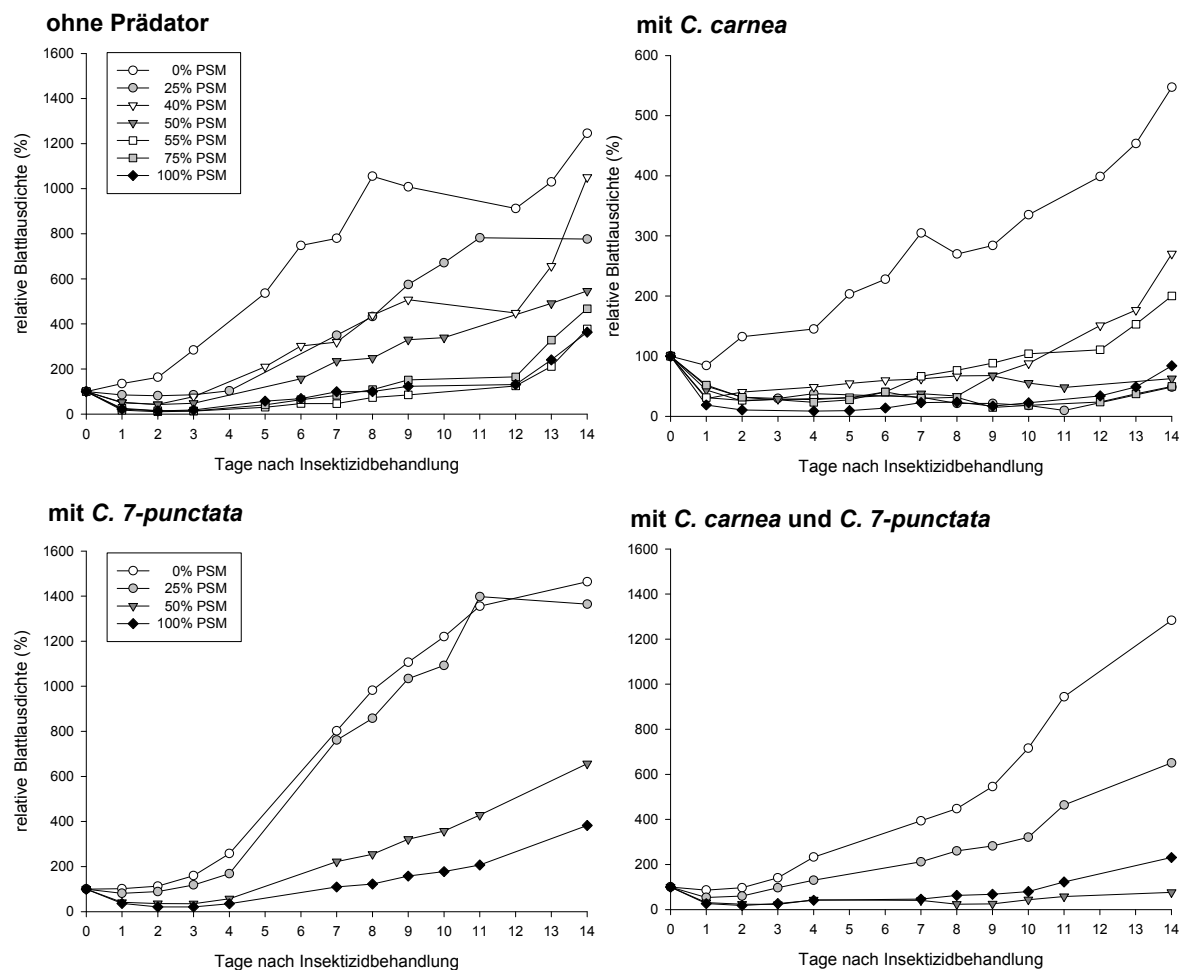 ohne Prädator
relative Blattlausdichte (%)
1600
1400
1200
1000
800
600
400
200
0
0% PSM
25% PSM
40% PSM
50% PSM
55% PSM
75% PSM
100% PSM
0 1 2 3 4 5 6 7 8 9 10 11 12 13 14
Tage nach Insektizidbehandlung
mit C. carnea
relative Blattlausdichte (%)
600
500
400
300
200
100
0
0 1 2 3 4 5 6 7 8 9 10 11 12 13 14
Tage nach Insektizidbehandlung
mit C. 7-punctata
relative Blattlausdichte (%)
1600
1400
1200
1000
800
600
400
200
0
0% PSM
25% PSM
50% PSM
100% PSM
0 1 2 3 4 5 6 7 8 9 10 11 12 13 14
Tage nach Insektizidbehandlung
mit C. carnea und C. 7-punctata
1600
1400
1200
1000
800
600
400
200
0
0 1 2 3 4 5 6 7 8 9 10 11 12 13 14
Tage nach Insektizidbehandlung